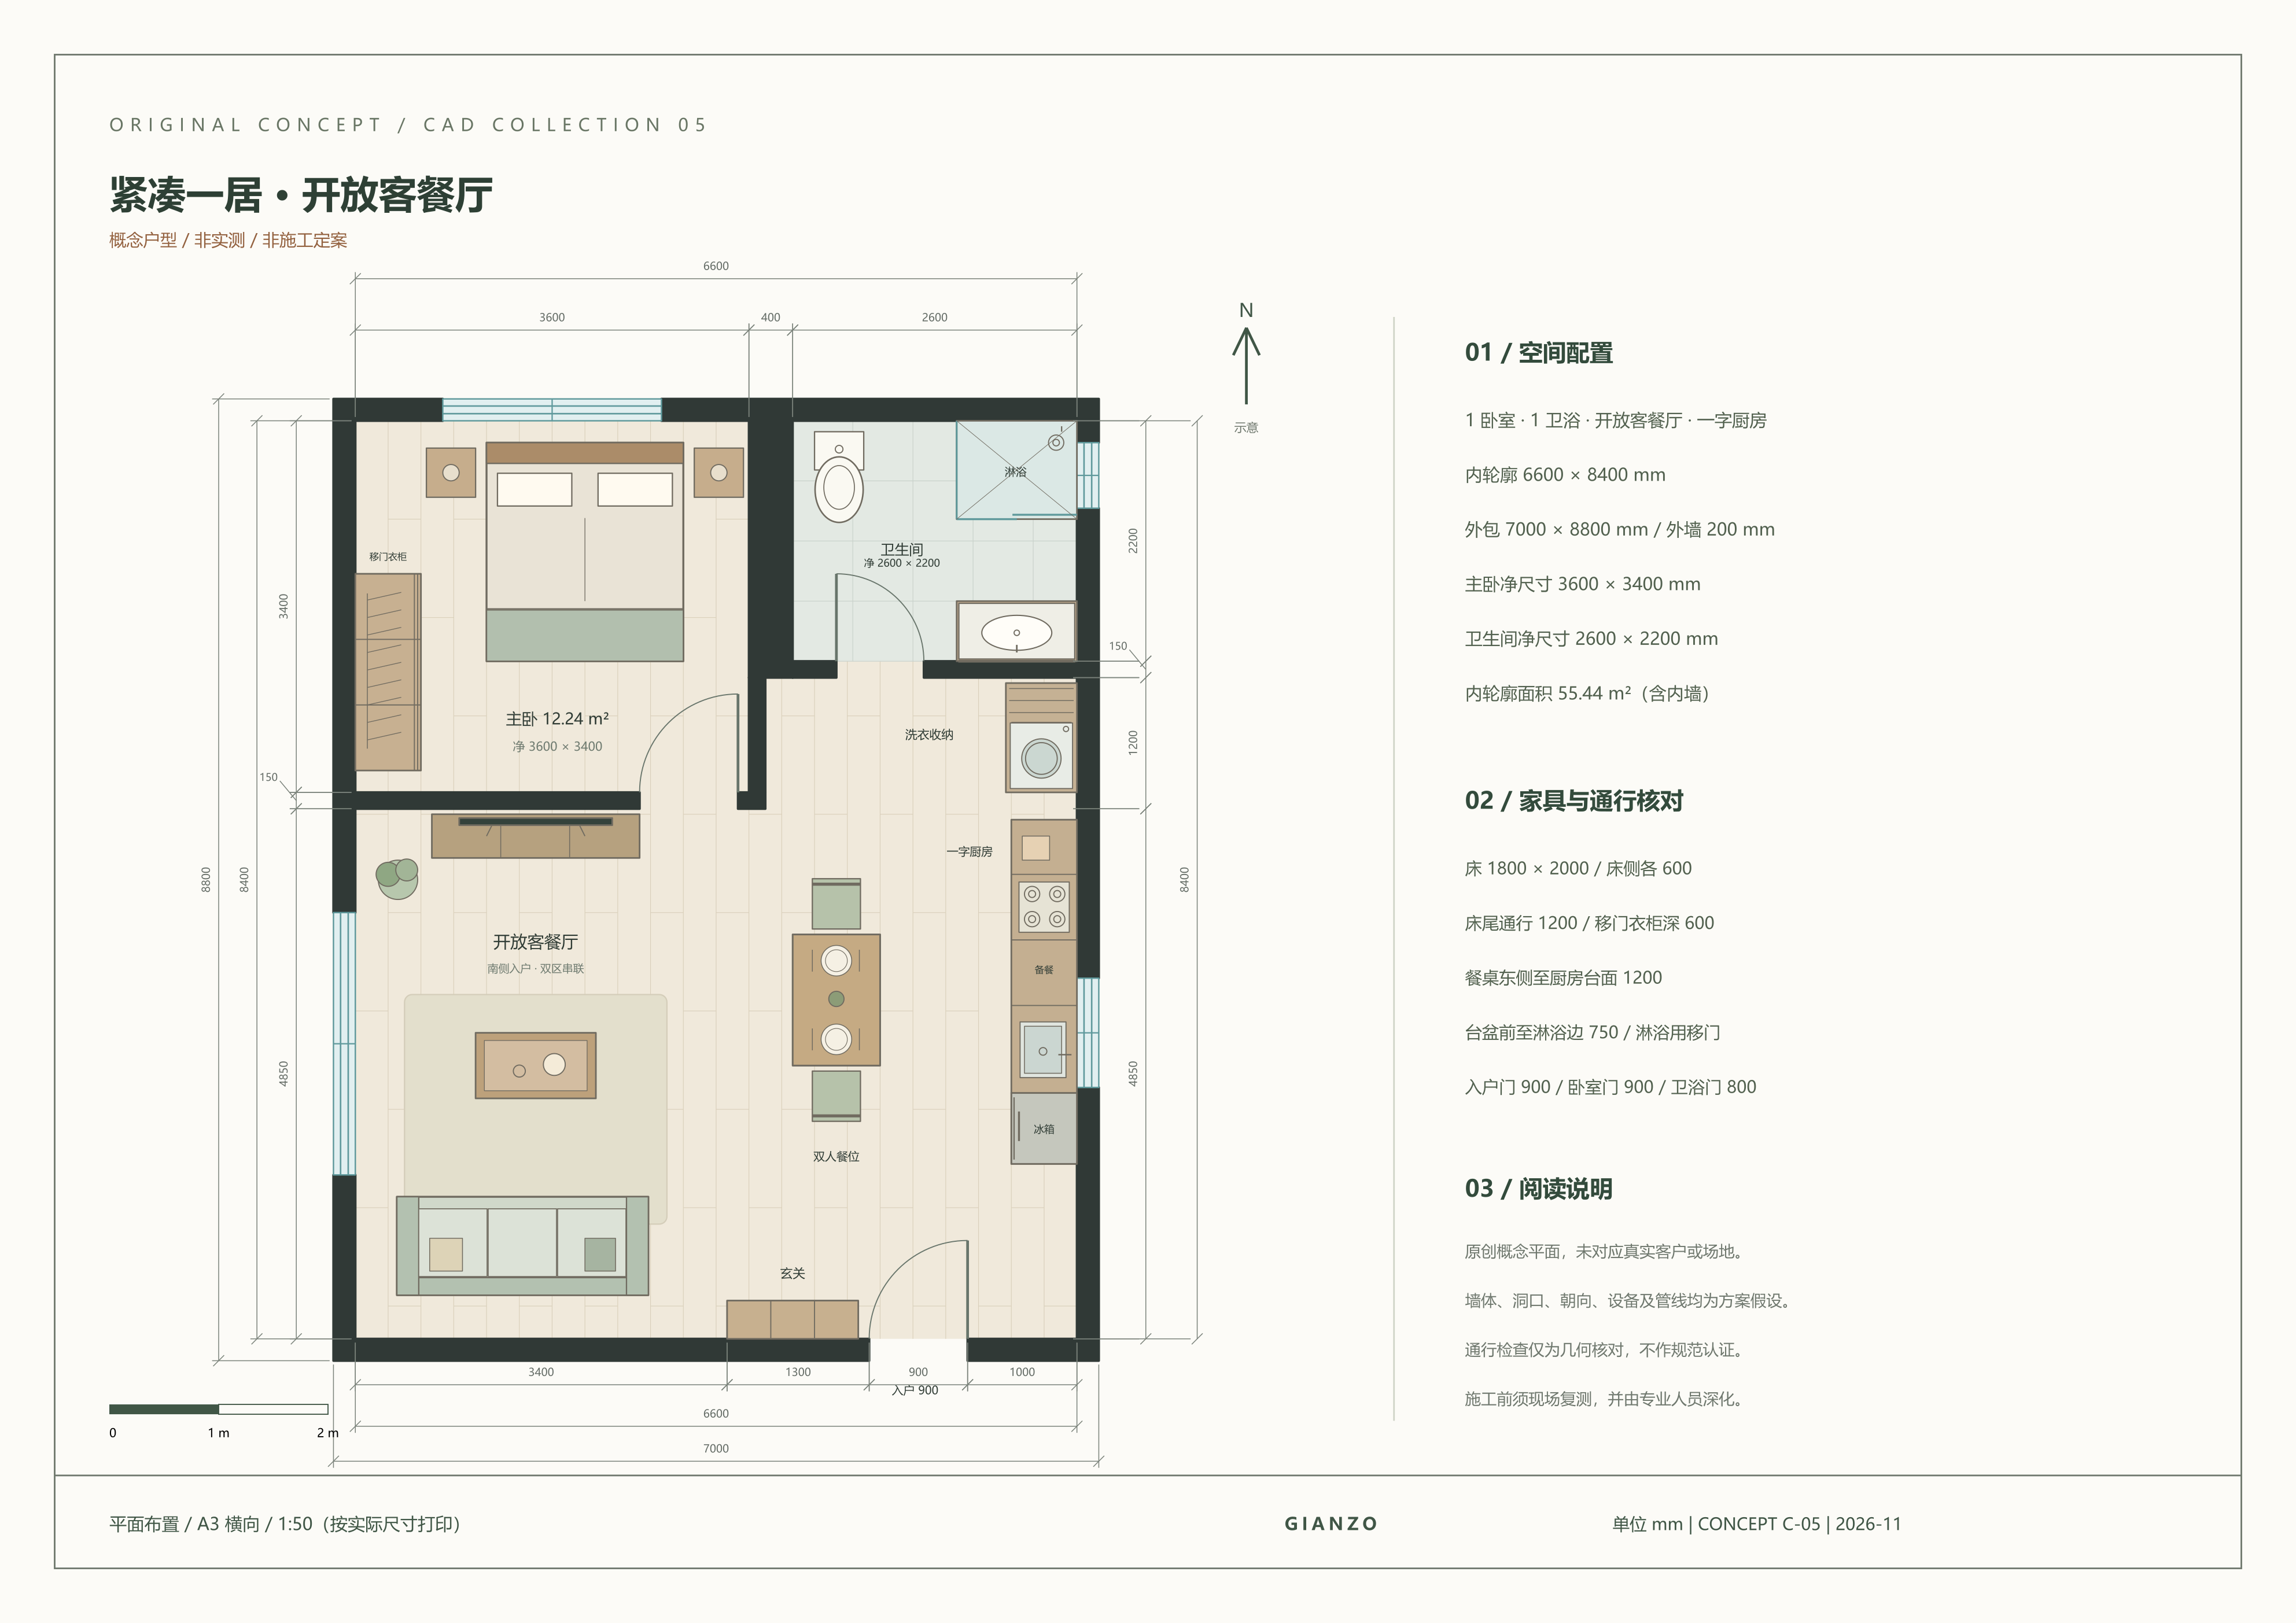 ORIGINAL CONCEPT / CAD COLLECTION 05
紧凑一居·开放客餐厅
概念户型 / 非实测 / 非施工定案
6600
3600
400
2600
N
示意
淋浴
卫生间
净 2600 × 2200
移门衣柜
主卧 12.24 m²
净 3600 × 3400
洗衣收纳
一字厨房
备餐
冰箱
开放客餐厅
南侧入户 · 双区串联
双人餐位
玄关
8800
8400
3400
150
4850
2200
150
1200
4850
8400
3400
1300
900
1000
入户 900
6600
7000
0
1 m
2 m
01 / 空间配置
1 卧室 · 1 卫浴 · 开放客餐厅 · 一字厨房
内轮廓 6600 × 8400 mm
外包 7000 × 8800 mm / 外墙 200 mm
主卧净尺寸 3600 × 3400 mm
卫生间净尺寸 2600 × 2200 mm
内轮廓面积 55.44 m²（含内墙）
02 / 家具与通行核对
床 1800 × 2000 / 床侧各 600
床尾通行 1200 / 移门衣柜深 600
餐桌东侧至厨房台面 1200
台盆前至淋浴边 750 / 淋浴用移门
入户门 900 / 卧室门 900 / 卫浴门 800
03 / 阅读说明
原创概念平面，未对应真实客户或场地。
墙体、洞口、朝向、设备及管线均为方案假设。
通行检查仅为几何核对，不作规范认证。
施工前须现场复测，并由专业人员深化。
平面布置 / A3 横向 / 1:50（按实际尺寸打印）
GIANZO
单位 mm | CONCEPT C-05 | 2026-11